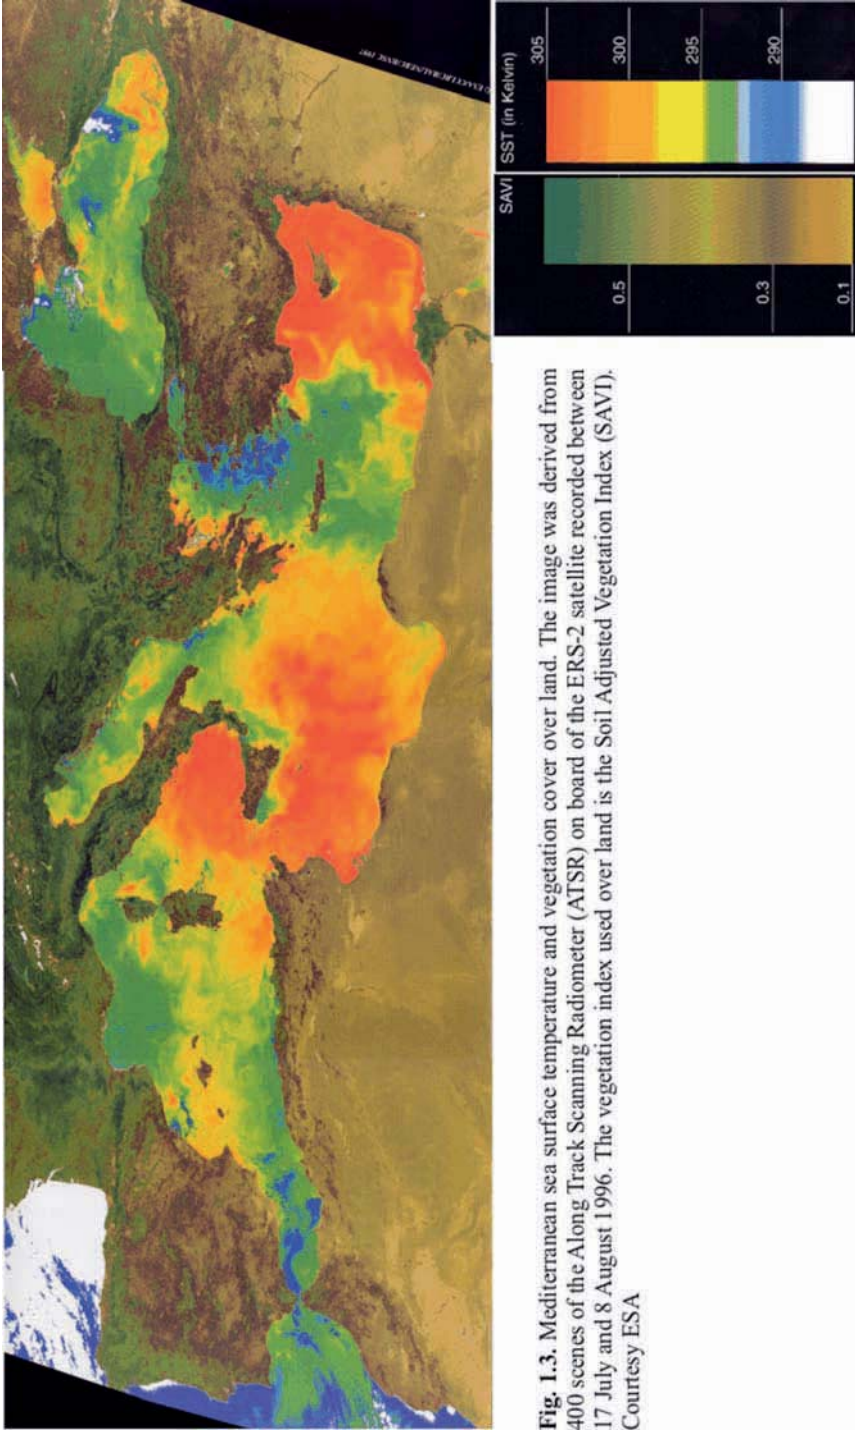 SST (in Kelvin)
305
300
295
290
SAVI
0.5
0.3
0.1
Fig. 1.3. Mediterranean sea surface temperature and vegetation cover over land. The image was derived from
400 scenes of the Along Track Scanning Radiometer (ATSR) on board of the ERS-2 satellite recorded between
17 July and 8 August 1996. The vegetation index used over land is the Soil Adjusted Vegetation Index (SAVI).
Courtesy ESA